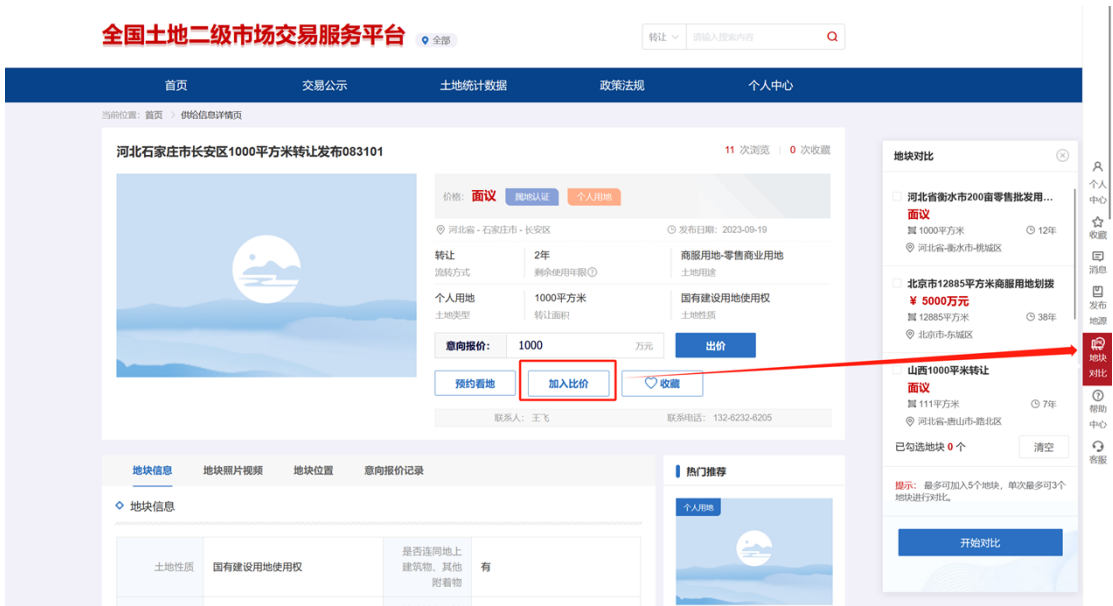 全国土地二级市场交易服务平台 全部 转让 请输入搜索内容
首页 交易公示 土地统计数据 政策法规 个人中心
当前位置: 首页 > 供给信息详情页
河北石家庄市长安区1000平方米转让发布083101 11 次浏览 0 次收藏
价格: 面议 属地认证 个人用地
河北省 - 石家庄市 - 长安区 发布日期: 2023-09-19
转让 2年 商服用地-零售商业用地
流转方式 剩余使用年限 土地用途
个人用地 1000平方米 国有建设用地使用权
土地类型 转让面积 土地性质
意向报价: 1000 万元 出价
预约看地 加入比价 收藏
联系人: 王飞 联系电话: 132-6232-6205
地块信息 地块照片视频 地块位置 意向报价记录
地块信息
土地性质 国有建设用地使用权 是否连同地上
建筑物、其他
附着物 有
热门推荐
个人用地
地块对比
河北省衡水市200亩零售批发用...
面议
1000平方米 12年
河北省-衡水市-桃城区
北京市12885平方米商服用地划拨
¥ 5000万元
12885平方米 38年
北京市-东城区
山西1000平米转让
面议
111平方米 7年
河北省-唐山市-路北区
已勾选地块 0 个 清空
提示: 最多可加入5个地块，单次最多可3个
地块进行对比。
开始对比
个人
中心
收藏
消息
发布
地源
地块
对比
帮助
中心
客服